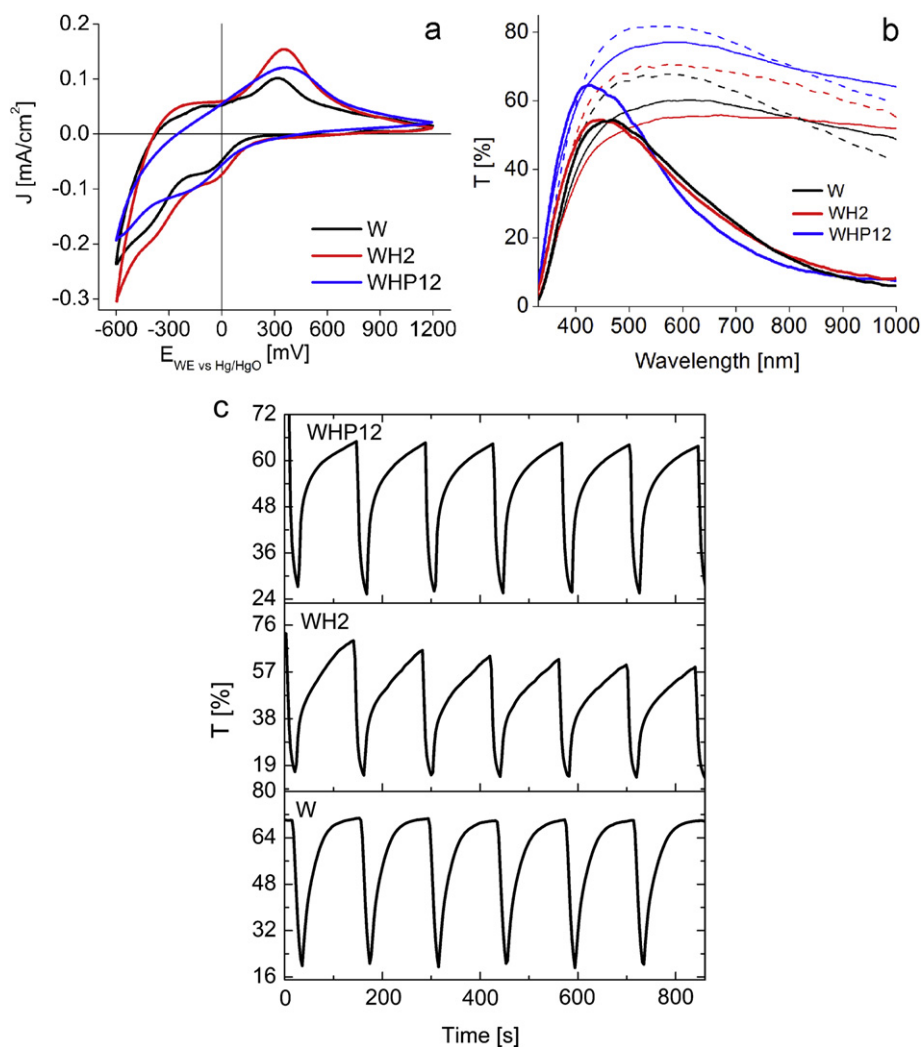 a
0.2
0.1
0.0
-0.1
-0.2
-0.3
J [mA/cm²]
W
WH2
WHP12
-600 -300 0 300 600 900 1200
E WE vs Hg/HgO [mV]
b
80
60
40
20
0
T [%]
W
WH2
WHP12
400 500 600 700 800 900 1000
Wavelength [nm]
c
WHP12
72
60
48
36
24
WH2
76
57
38
19
T [%]
W
80
64
48
32
16
0 200 400 600 800
Time [s]